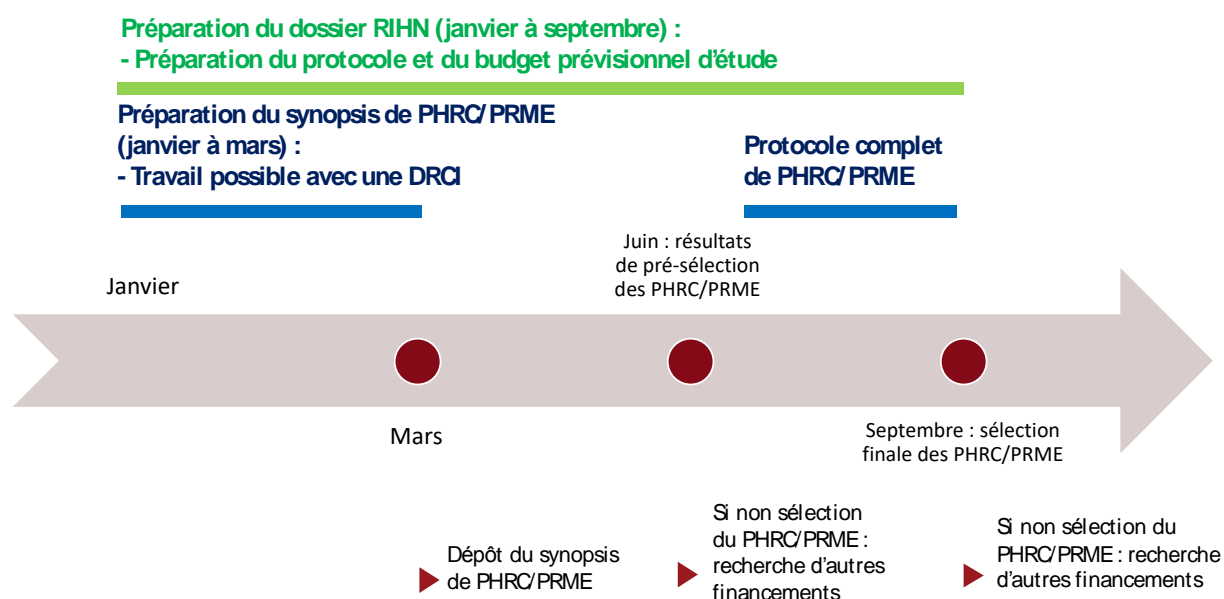 Préparation du dossier RIHN (janvier à septembre) :
- Préparation du protocole et du budget prévisionnel d'étude
Préparation du synopsis de PHRC/PRME
(janvier à mars) :
- Travail possible avec une DRCI
Protocole complet
de PHRC/PRME
Juin : résultats
de pré-sélection
des PHRC/PRME
Janvier
Mars
Septembre : sélection
finale des PHRC/PRME
Dépôt du synopsis
de PHRC/PRME
Si non sélection
du PHRC/PRME :
recherche d'autres
financements
Si non sélection du
PHRC/PRME : recherche
d'autres financements